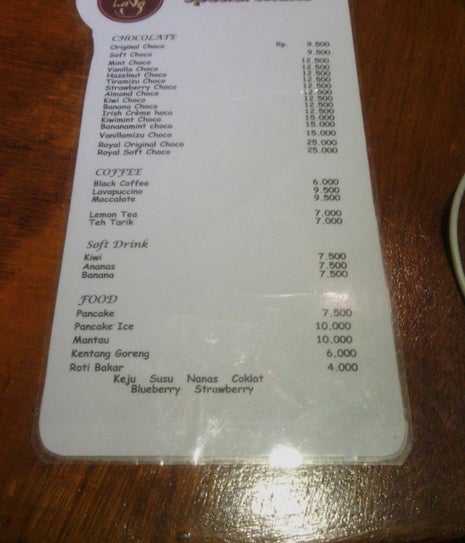 CHOCOLATE
Original Choco Rp. 9.500
Soft Choco 9.500
Mint Choco 12.500
Vanilla Choco 12.500
Hazelnut Choco 12.500
Tiramizu Choco 12.500
Strawberry Choco 12.500
Almond Choco 12.500
Kiwi Choco 12.500
Banana Choco 12.500
Irish Crème hoco 12.500
Kiwimint Choco 15.000
Bananamint choco 15.000
Vanillamizu Choco 15.000
Royal Original Choco 25.000
Royal Soft Choco 25.000
COFFEE
Black Coffee 6.000
Lavapuccino 9.500
Moccalate 9.500
Lemon Tea 7.000
Teh Tarik 7.000
Soft Drink
Kiwi 7.500
Ananas 7.500
Banana 7.500
FOOD
Pancake 7.500
Pancake Ice 10.000
Mantau 10.000
Kentang Goreng 6.000
Roti Bakar 4.000
Keju Susu Nanas Coklat
Blueberry Strawberry